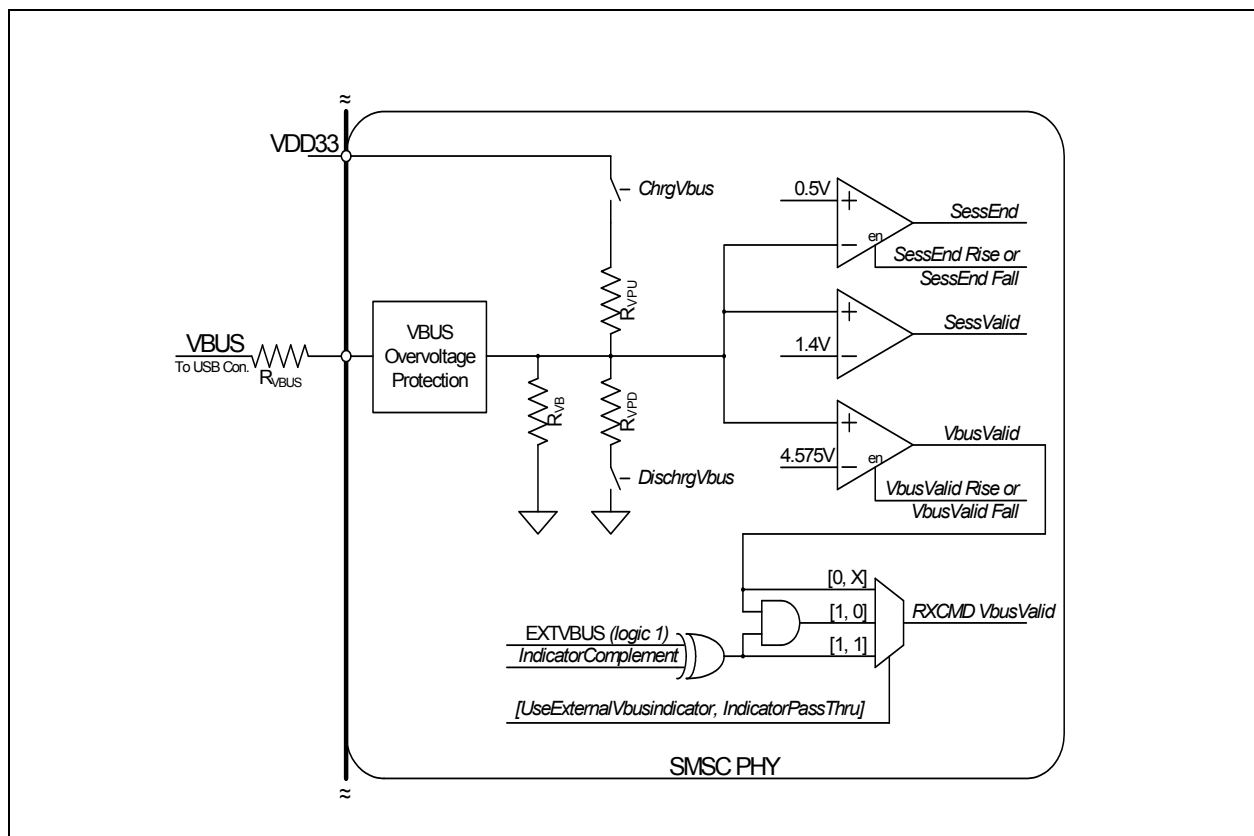 ≈
VDD33
ChrgVbus
0.5V
+
−
en
SessEnd
SessEnd Rise or
SessEnd Fall
RVPU
VBUS
To USB Con.
RVBUS
VBUS
Overvoltage
Protection
+
1.4V
−
SessValid
RVB
RVPD
DischrgVbus
+
4.575V
−
en
VbusValid
VbusValid Rise or
VbusValid Fall
[0, X]
[1, 0]
[1, 1]
RXCMD VbusValid
EXTVBUS (logic 1)
IndicatorComplement
[UseExternalVbusindicator, IndicatorPassThru]
SMSC PHY
≈